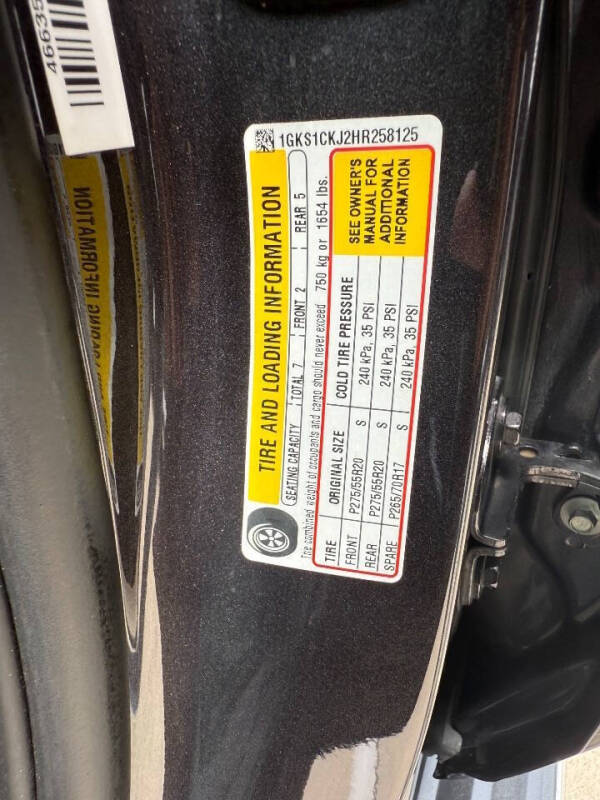 46635
1GKS1CKJ2HR258125
TIRE AND LOADING INFORMATION
SEATING CAPACITY TOTAL 7 FRONT 2 REAR 5
The combined weight of occupants and cargo should never exceed 750 kg or 1654 lbs.
TIRE ORIGINAL SIZE COLD TIRE PRESSURE
FRONT P275/55R20 S 240 kPa, 35 PSI
REAR P275/55R20 S 240 kPa, 35 PSI
SPARE P265/70R17 S 240 kPa, 35 PSI
SEE OWNER'S
MANUAL FOR
ADDITIONAL
INFORMATION